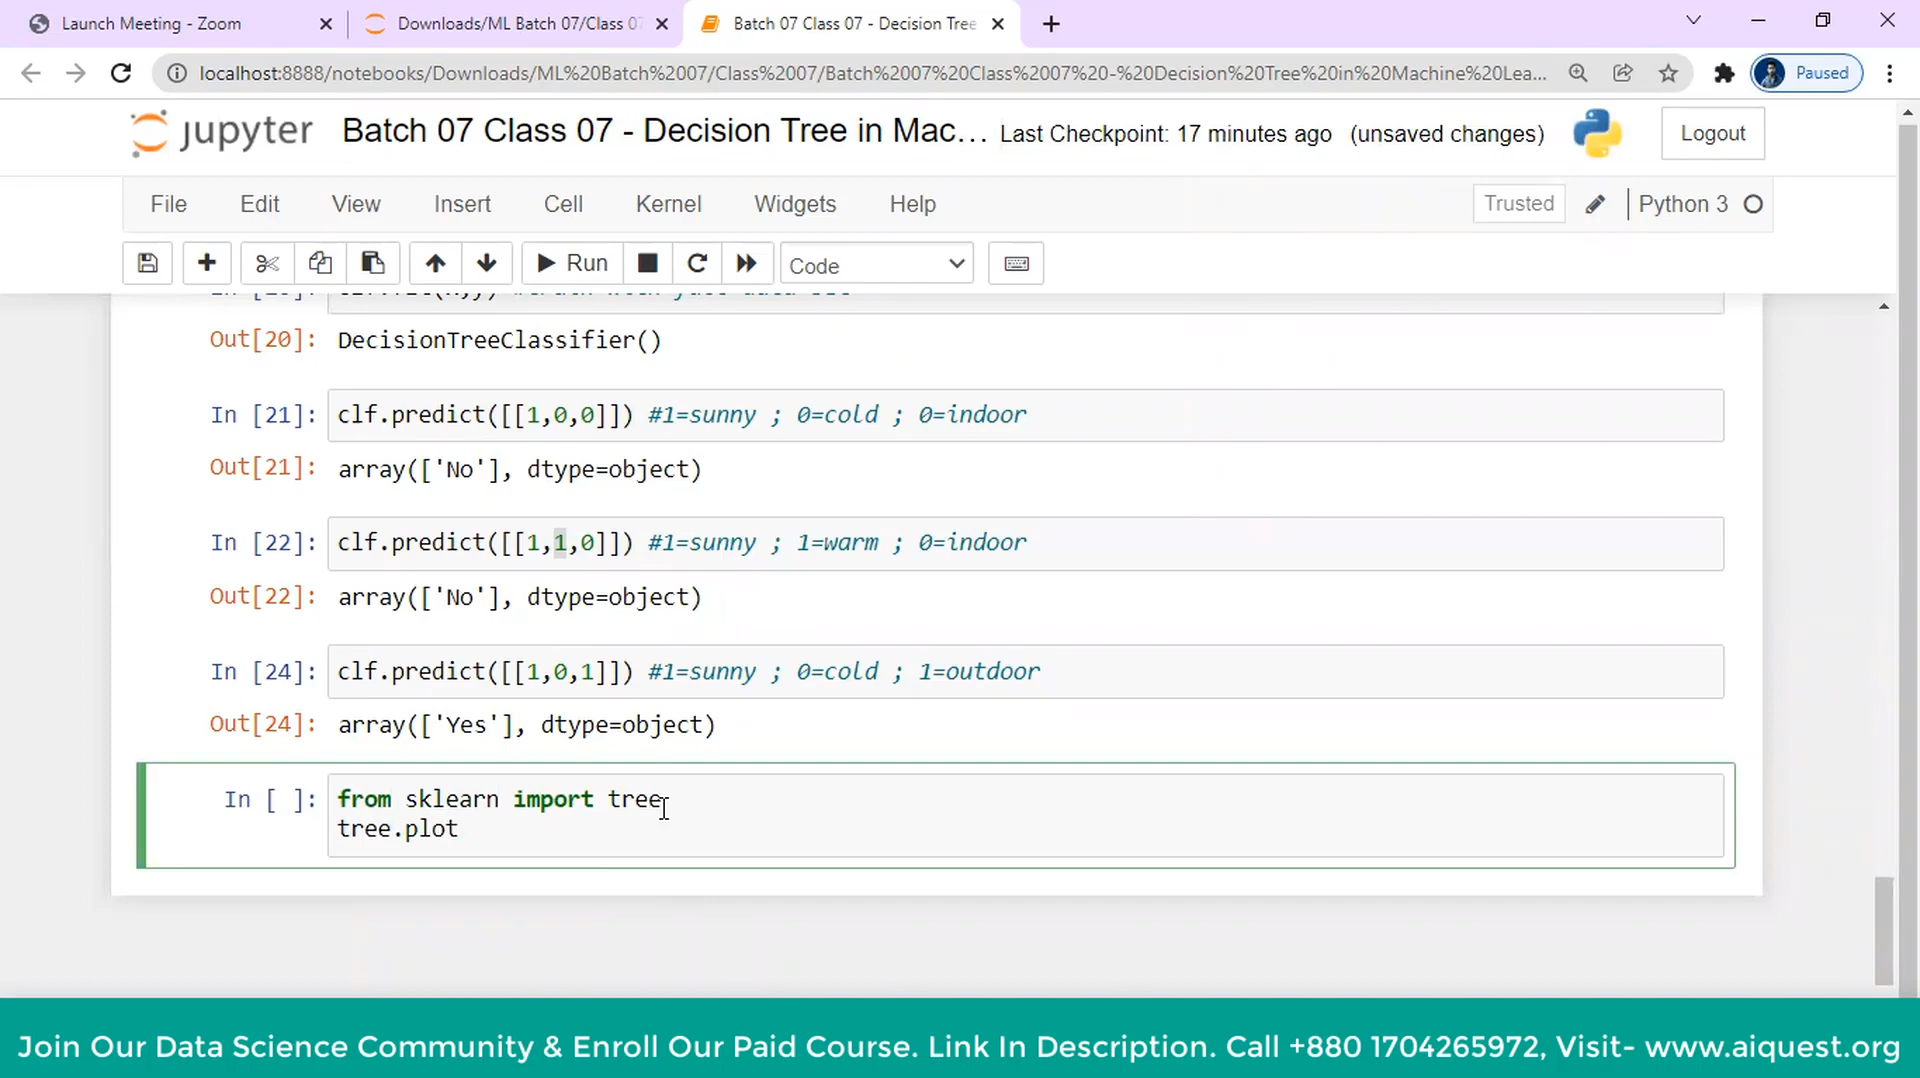 Launch Meeting - Zoom
Downloads/ML Batch 07/Class 07
Batch 07 Class 07 - Decision Tree
localhost:8888/notebooks/Downloads/ML%20Batch%2007/Class%2007/Batch%2007%20Class%2007%20-%20Decision%20Tree%20in%20Machine%20Lea...
Paused
jupyter
Batch 07 Class 07 - Decision Tree in Mac...
Last Checkpoint: 17 minutes ago
(unsaved changes)
Logout
File
Edit
View
Insert
Cell
Kernel
Widgets
Help
Trusted
Python 3
Run
Code
Out[20]:
DecisionTreeClassifier()
In [21]:
clf.predict([[1,0,0]]) #1=sunny ; 0=cold ; 0=indoor
Out[21]:
array(['No'], dtype=object)
In [22]:
clf.predict([[1,1,0]]) #1=sunny ; 1=warm ; 0=indoor
Out[22]:
array(['No'], dtype=object)
In [24]:
clf.predict([[1,0,1]]) #1=sunny ; 0=cold ; 1=outdoor
Out[24]:
array(['Yes'], dtype=object)
In [ ]:
from sklearn import tree
tree.plot
Join Our Data Science Community & Enroll Our Paid Course. Link In Description. Call +880 1704265972, Visit- www.aiquest.org